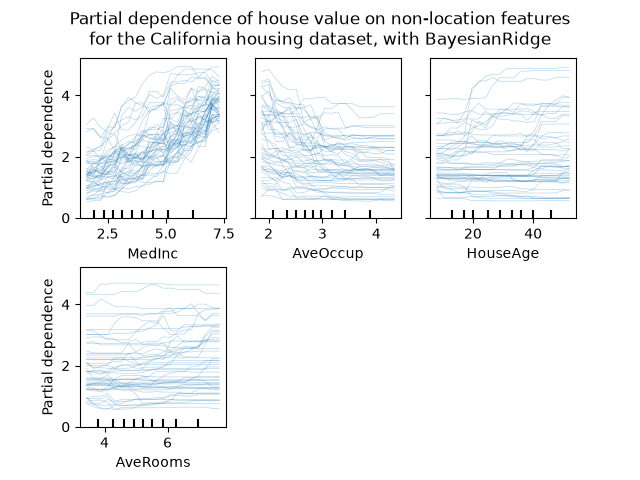 Partial dependence of house value on non-location features
for the California housing dataset, with BayesianRidge
Partial dependence
4
2
0
2.5 5.0 7.5
MedInc
2 3 4
AveOccup
20 40
HouseAge
Partial dependence
4
2
0
4 6
AveRooms